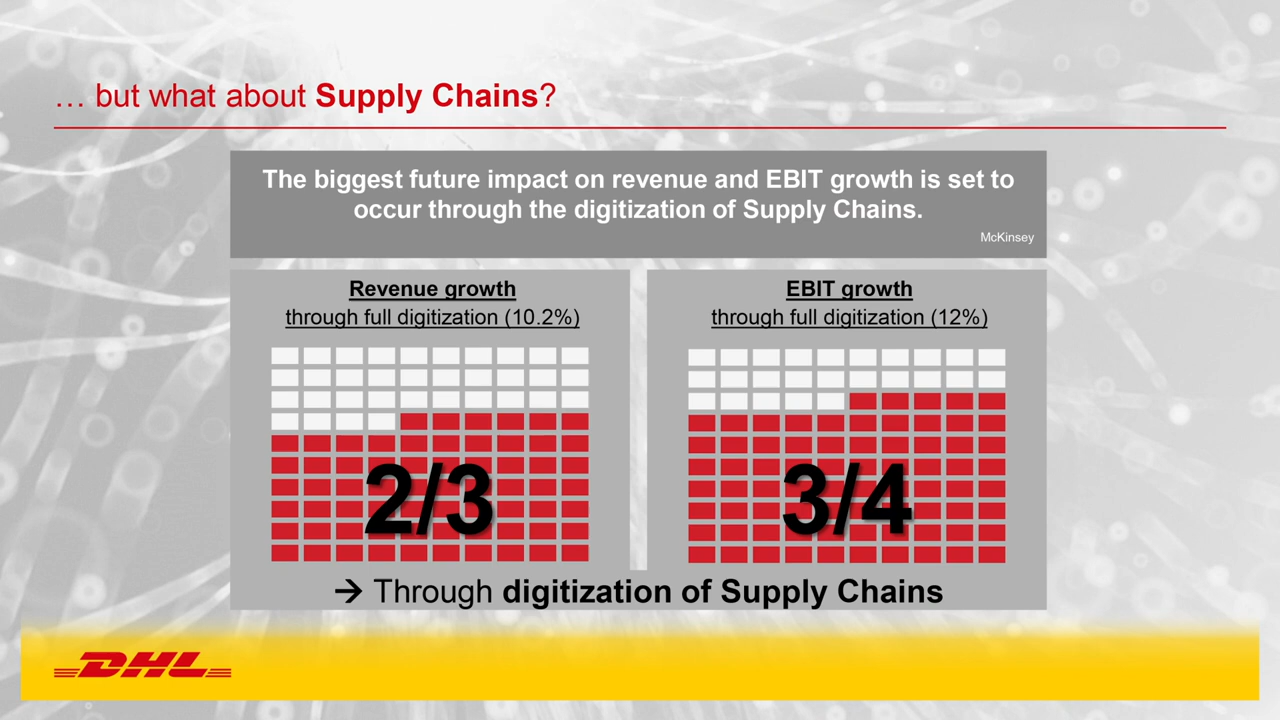 … but what about Supply Chains?
The biggest future impact on revenue and EBIT growth is set to
occur through the digitization of Supply Chains.
McKinsey
Revenue growth
through full digitization (10.2%)
2/3
EBIT growth
through full digitization (12%)
3/4
→ Through digitization of Supply Chains
DHL